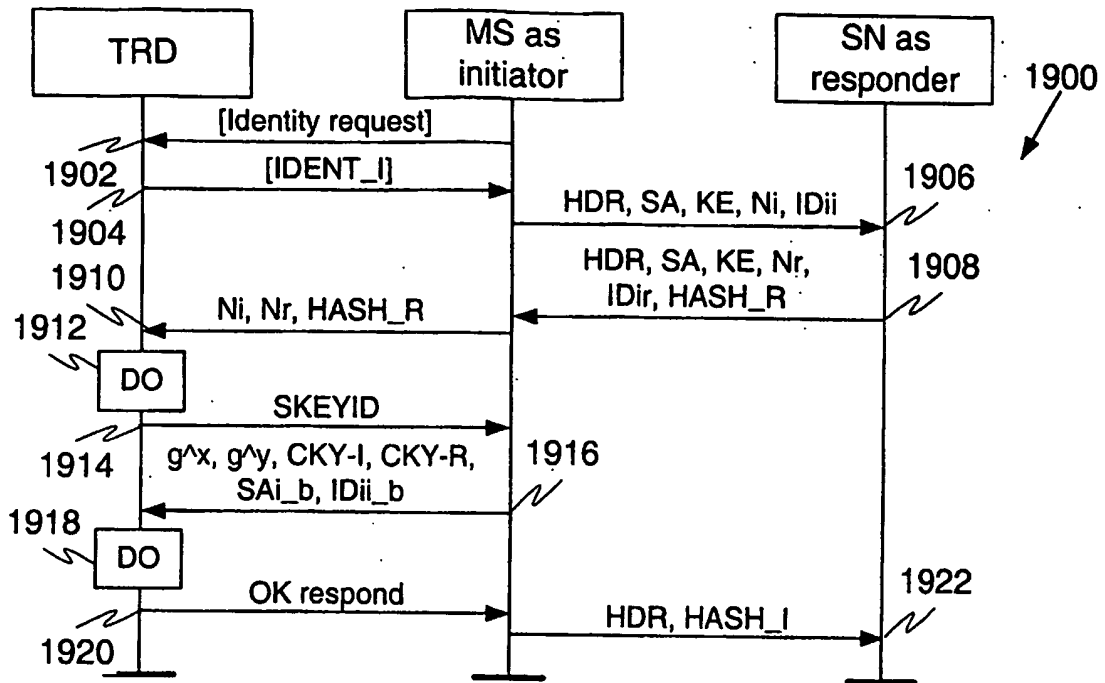 TRD
MS as
initiator
SN as
responder
1900
[Identity request]
1902
[IDENT_I]
1904
HDR, SA, KE, Ni, IDii
1906
HDR, SA, KE, Nr,
IDir, HASH_R
1908
1910
Ni, Nr, HASH_R
1912
DO
SKEYID
1914
g^x, g^y, CKY-I, CKY-R,
SAi_b, IDii_b
1916
1918
DO
OK respond
1920
HDR, HASH_I
1922